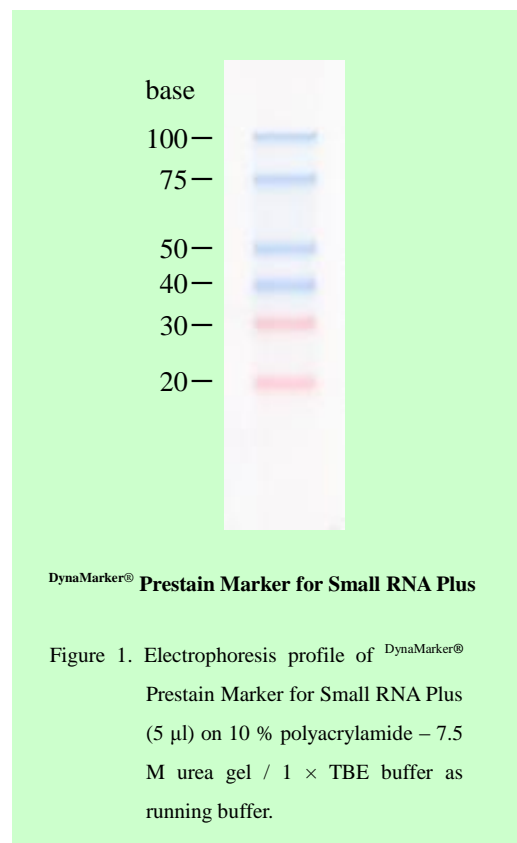 base
100
75
50
40
30
20
DynaMarker® Prestain Marker for Small RNA Plus
Figure 1. Electrophoresis profile of DynaMarker®
Prestain Marker for Small RNA Plus
(5 μl) on 10 % polyacrylamide – 7.5
M urea gel / 1 × TBE buffer as
running buffer.